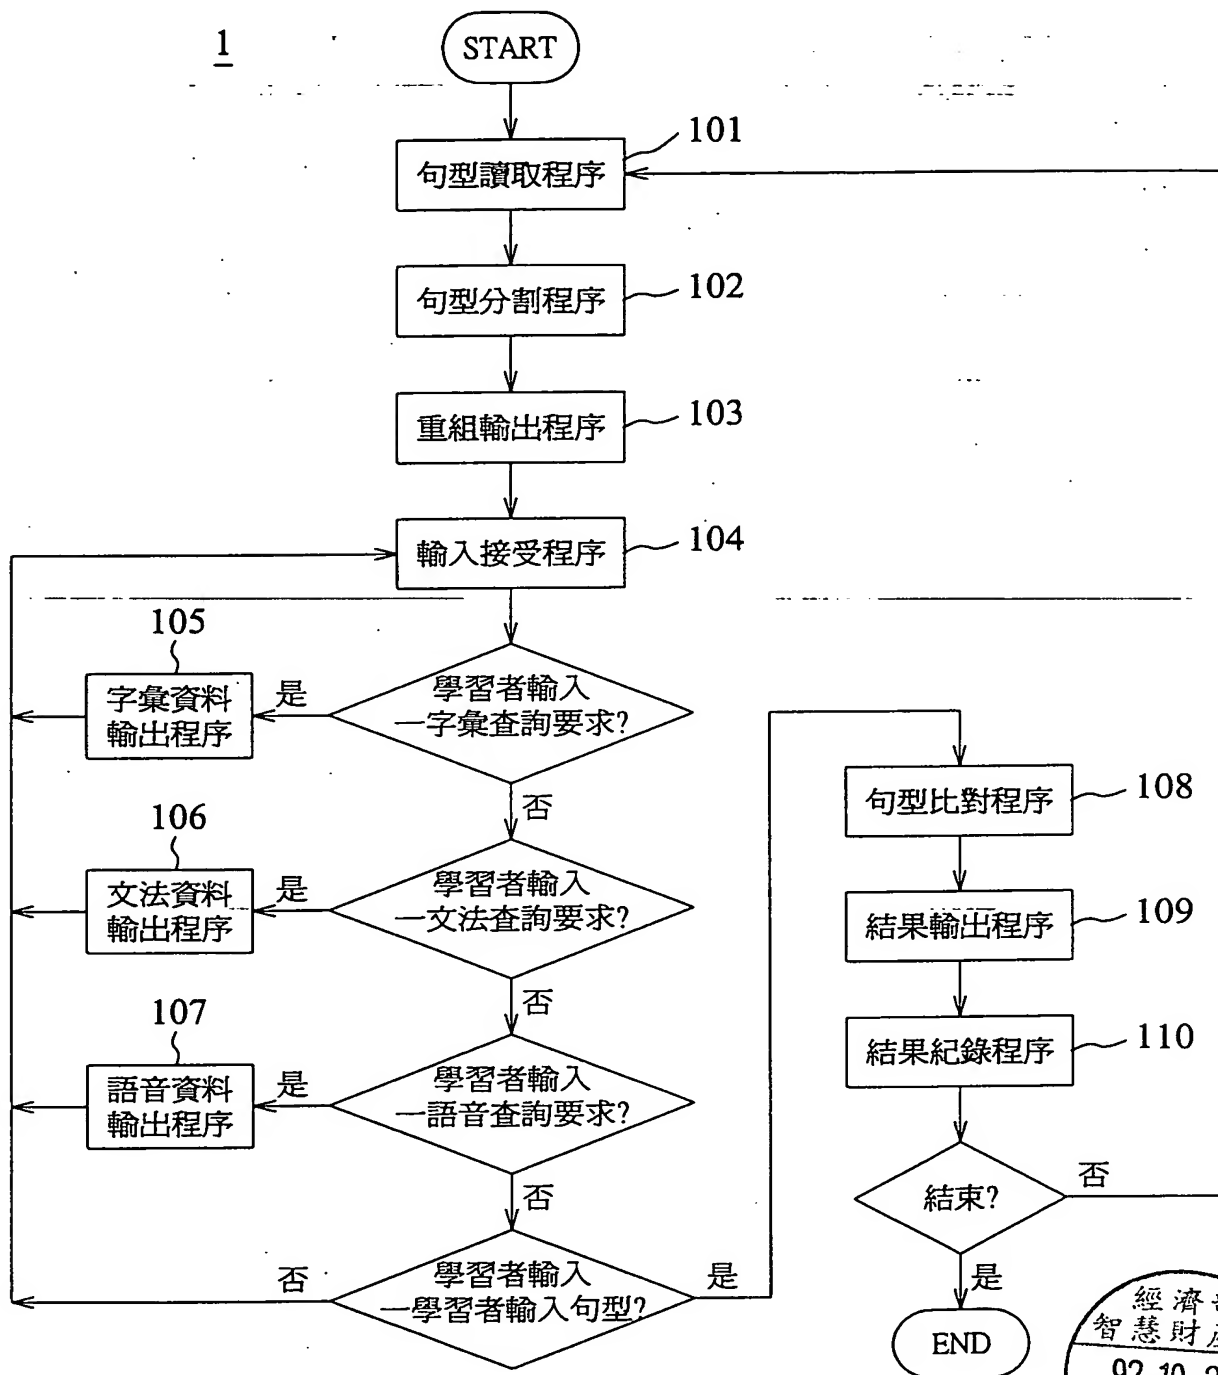 1
START
101
句型讀取程序
102
句型分割程序
103
重組輸出程序
104
輸入接受程序
105
字彙資料
輸出程序
是
學習者輸入
一字彙查詢要求?
否
106
文法資料
輸出程序
是
學習者輸入
一文法查詢要求?
否
107
語音資料
輸出程序
是
學習者輸入
一語音查詢要求?
否
否
學習者輸入
一學習者輸入句型?
是
108
句型比對程序
109
結果輸出程序
110
結果紀錄程序
結束?
否
是
END
經濟
智慧財
92.10.